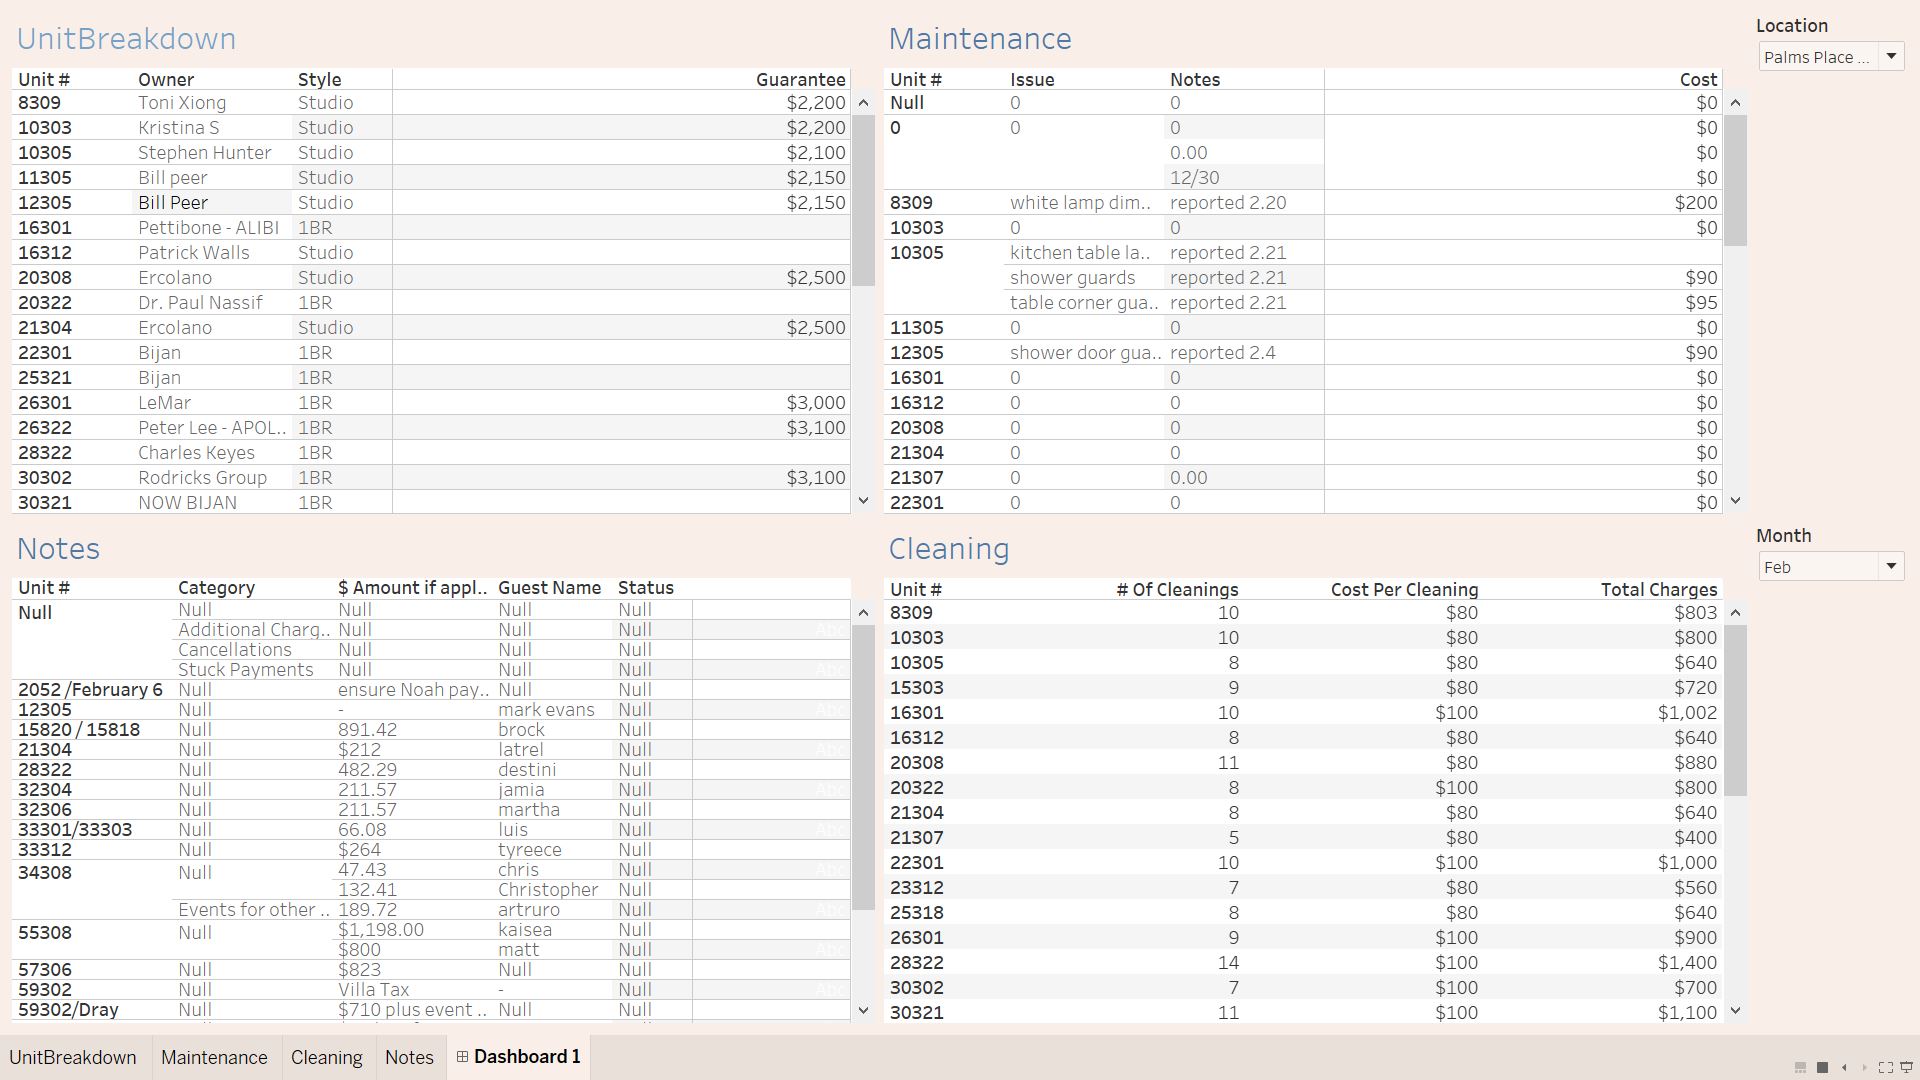 UnitBreakdown
Unit # Owner Style Guarantee
8309 Toni Xiong Studio $2,200
10303 Kristina S Studio $2,200
10305 Stephen Hunter Studio $2,100
11305 Bill peer Studio $2,150
12305 Bill Peer Studio $2,150
16301 Pettibone - ALIBI 1BR
16312 Patrick Walls Studio
20308 Ercolano Studio $2,500
20322 Dr. Paul Nassif 1BR
21304 Ercolano Studio $2,500
22301 Bijan 1BR
25321 Bijan 1BR
26301 LeMar 1BR $3,000
26322 Peter Lee - APOL.. 1BR $3,100
28322 Charles Keyes 1BR
30302 Rodricks Group 1BR $3,100
30321 NOW BIJAN 1BR
Maintenance
Unit # Issue Notes Cost
Null 0 0 $0
0 0 0 $0
0.00 $0
12/30 $0
8309 white lamp dim.. reported 2.20 $200
10303 0 0 $0
10305 kitchen table la.. reported 2.21
shower guards reported 2.21 $90
table corner gua.. reported 2.21 $95
11305 0 0 $0
12305 shower door gua.. reported 2.4 $90
16301 0 0 $0
16312 0 0 $0
20308 0 0 $0
21304 0 0 $0
21307 0 0.00 $0
22301 0 0 $0
Location
Palms Place ...
Notes
Unit # Category $ Amount if appl.. Guest Name Status
Null Null Null Null Null
Additional Charg.. Null Null Null Abc
Cancellations Null Null Null
Stuck Payments Null Null Null Abc
2052 /February 6 Null ensure Noah pay.. Null Null
12305 Null - mark evans Null Abc
15820 / 15818 Null 891.42 brock Null
21304 Null $212 latrel Null Abc
28322 Null 482.29 destini Null
32304 Null 211.57 jamia Null Abc
32306 Null 211.57 martha Null
33301/33303 Null 66.08 luis Null Abc
33312 Null $264 tyreece Null
34308 Null 47.43 chris Null Abc
132.41 Christopher Null
Events for other .. 189.72 artruro Null Abc
55308 Null $1,198.00 kaisea Null
$800 matt Null Abc
57306 Null $823 Null Null
59302 Null Villa Tax - Null Abc
59302/Dray Null $710 plus event .. Null Null
Cleaning
Unit # # Of Cleanings Cost Per Cleaning Total Charges
8309 10 $80 $803
10303 10 $80 $800
10305 8 $80 $640
15303 9 $80 $720
16301 10 $100 $1,002
16312 8 $80 $640
20308 11 $80 $880
20322 8 $100 $800
21304 8 $80 $640
21307 5 $80 $400
22301 10 $100 $1,000
23312 7 $80 $560
25318 8 $80 $640
26301 9 $100 $900
28322 14 $100 $1,400
30302 7 $100 $700
30321 11 $100 $1,100
Month
Feb
UnitBreakdown Maintenance Cleaning Notes Dashboard 1